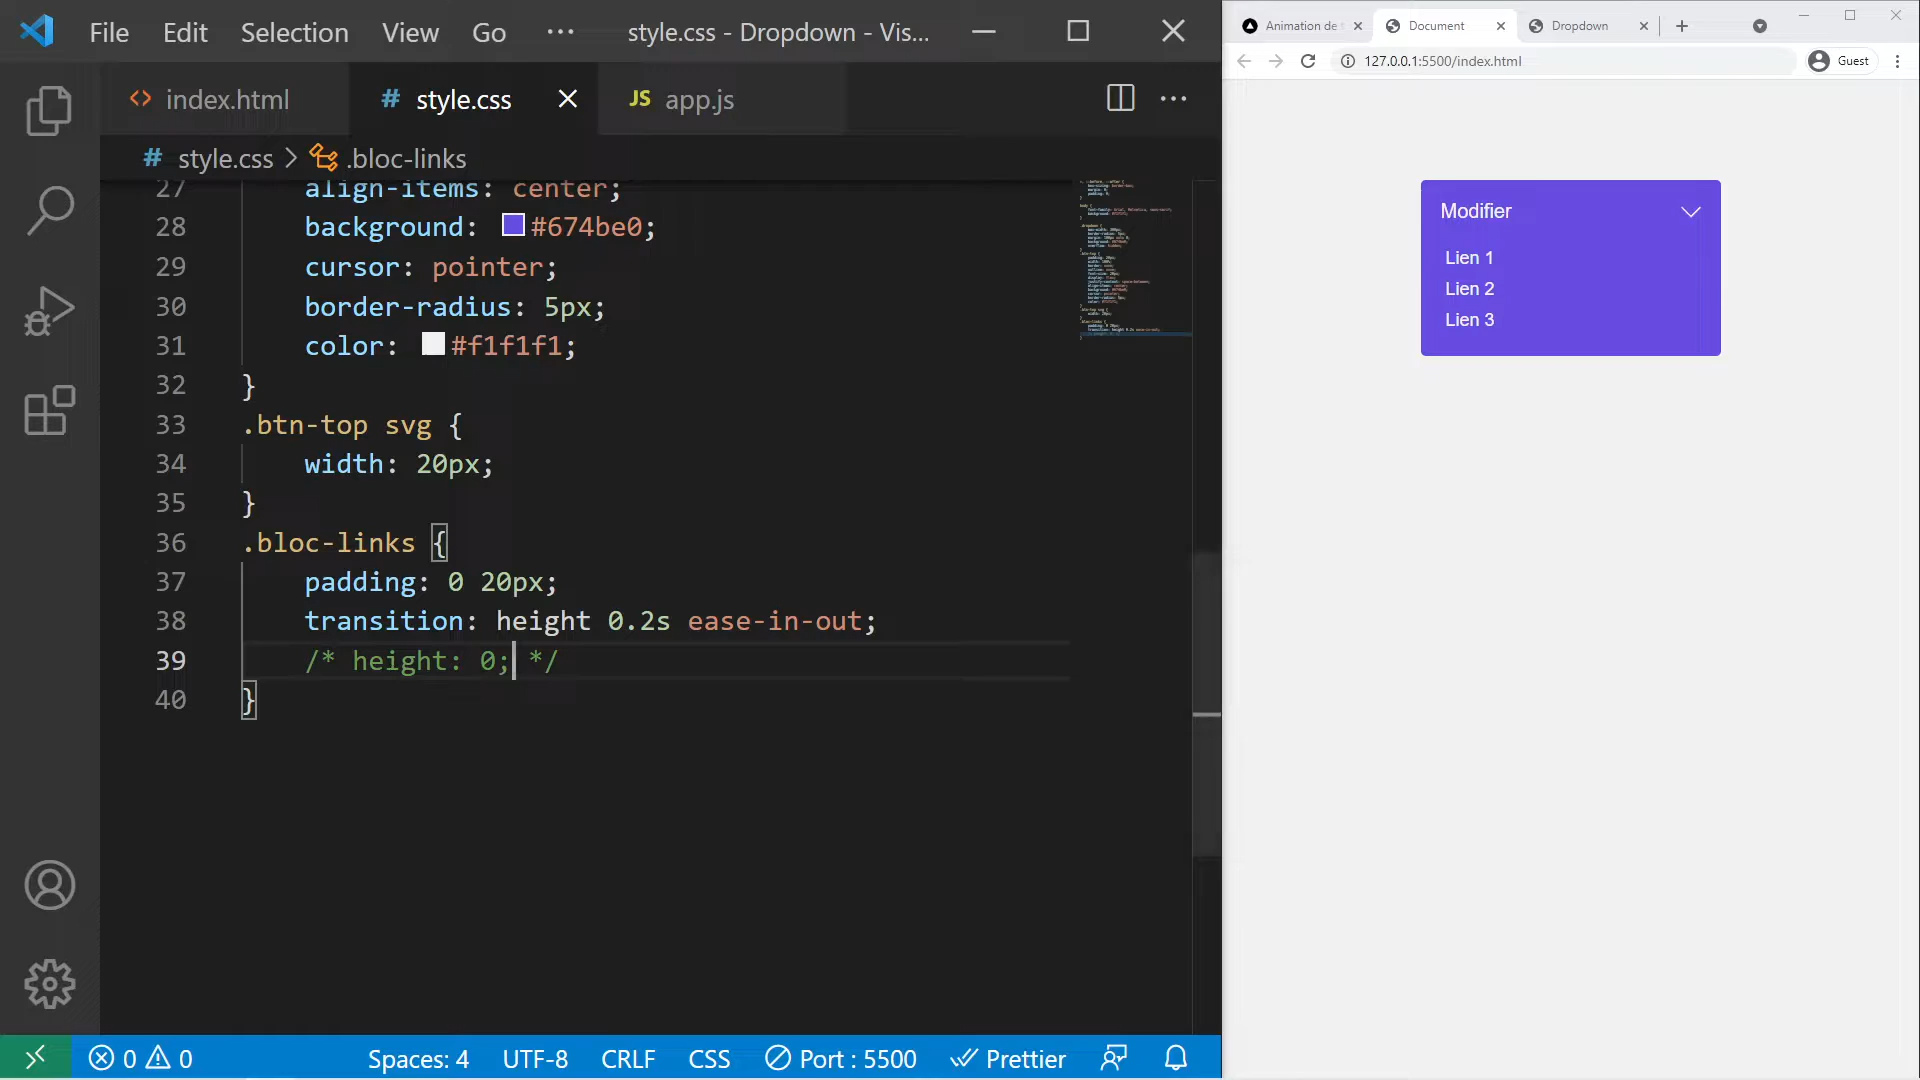 File Edit Selection View Go ··· style.css - Dropdown - Vis...
index.html # style.css JS app.js
# style.css > .bloc-links
27 align-items: center;
28 background: #674be0;
29 cursor: pointer;
30 border-radius: 5px;
31 color: #f1f1f1;
32 }
33 .btn-top svg {
34 width: 20px;
35 }
36 .bloc-links {
37 padding: 0 20px;
38 transition: height 0.2s ease-in-out;
39 /* height: 0; */
40 }
0 0 Spaces: 4 UTF-8 CRLF CSS Port : 5500 Prettier
Animation de Document Dropdown
127.0.0.1:5500/index.html Guest
Modifier
Lien 1
Lien 2
Lien 3